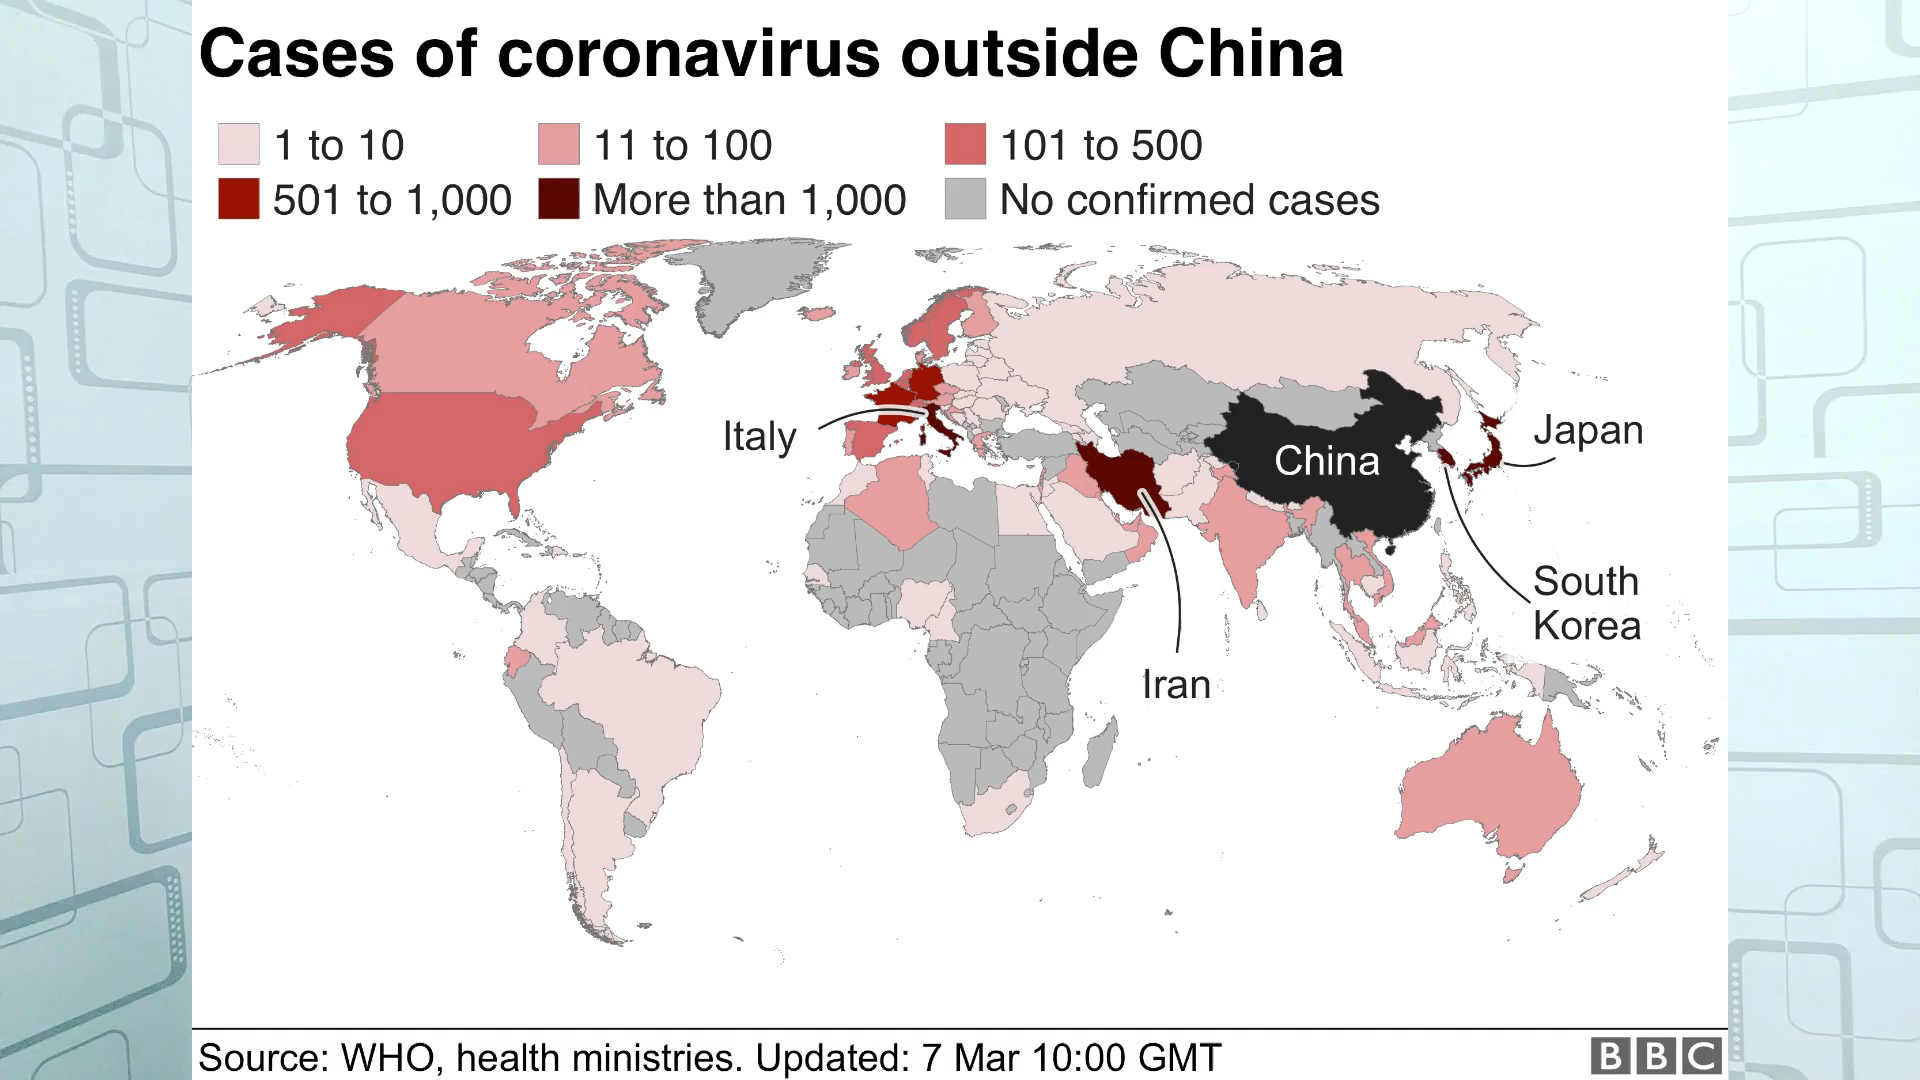 Cases of coronavirus outside China
1 to 10
11 to 100
101 to 500
501 to 1,000
More than 1,000
No confirmed cases
Italy
Japan
China
South
Korea
Iran
Source: WHO, health ministries. Updated: 7 Mar 10:00 GMT
BBC